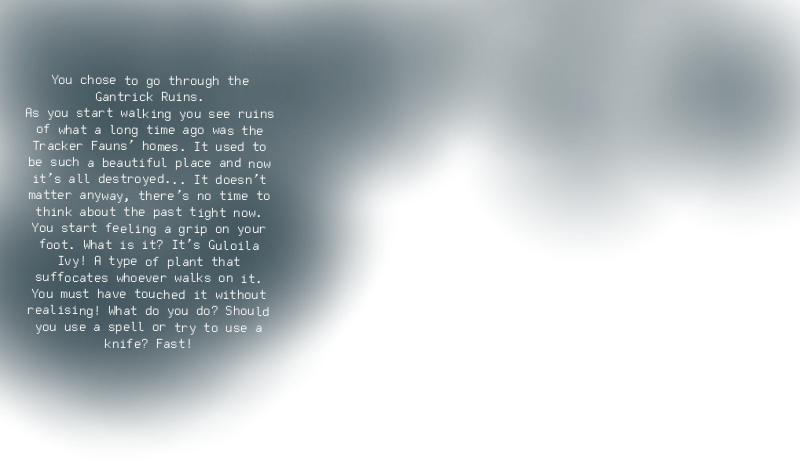 You chose to go through the
Gantrick Ruins.
As you start walking you see ruins
of what a long time ago was the
Tracker Fauns' homes. It used to
be such a beautiful place and now
it's all destroyed... It doesn't
matter anyway, there's no time to
think about the past tight now.
You start feeling a grip on your
foot. What is it? It's Guloila
Ivy! A type of plant that
suffocates whoever walks on it.
You must have touched it without
realising! What do you do? Should
you use a spell or try to use a
knife? Fast!